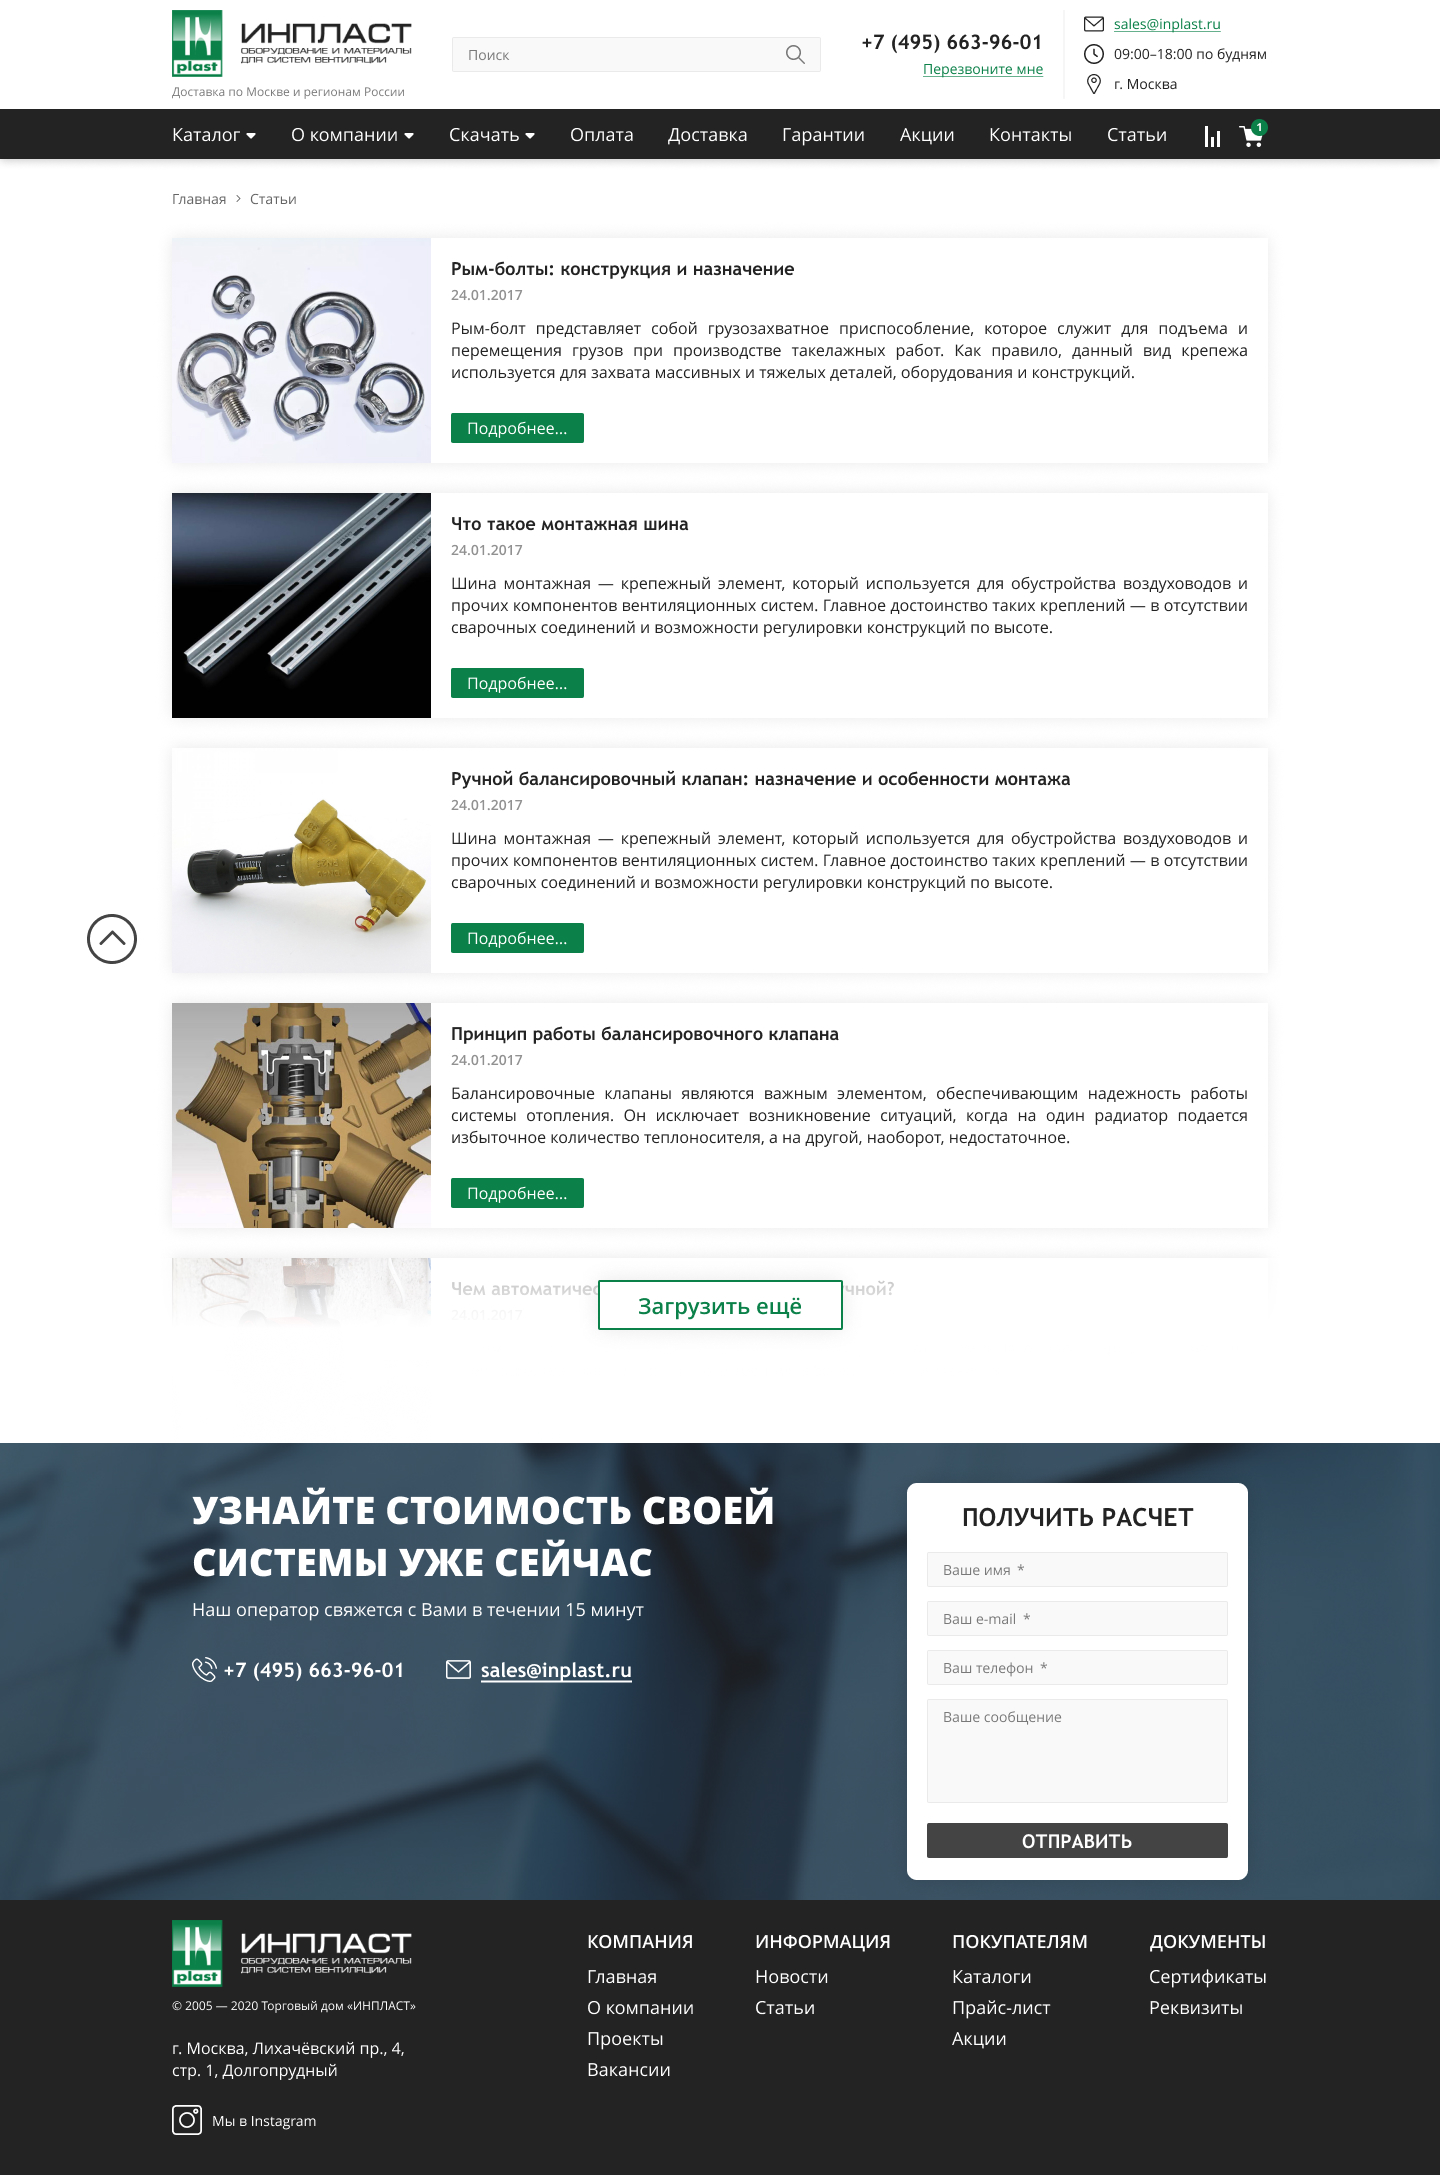 plast
ИНПЛАСТ
ОБОРУДОВАНИЕ И МАТЕРИАЛЫ
ДЛЯ СИСТЕМ ВЕНТИЛЯЦИИ
Доставка по Москве и регионам России
Поиск
+7 (495) 663-96-01
Перезвоните мне
sales@inplast.ru
09:00–18:00 по будням
г. Москва
Каталог О компании Скачать Оплата Доставка Гарантии Акции Контакты Статьи 1
Главная > Статьи
Рым-болты: конструкция и назначение
24.01.2017
Рым-болт представляет собой грузозахватное приспособление, которое служит для подъема и
перемещения грузов при производстве такелажных работ. Как правило, данный вид крепежа
используется для захвата массивных и тяжелых деталей, оборудования и конструкций.
Подробнее...
Что такое монтажная шина
24.01.2017
Шина монтажная — крепежный элемент, который используется для обустройства воздуховодов и
прочих компонентов вентиляционных систем. Главное достоинство таких креплений — в отсутствии
сварочных соединений и возможности регулировки конструкций по высоте.
Подробнее...
Ручной балансировочный клапан: назначение и особенности монтажа
24.01.2017
Шина монтажная — крепежный элемент, который используется для обустройства воздуховодов и
прочих компонентов вентиляционных систем. Главное достоинство таких креплений — в отсутствии
сварочных соединений и возможности регулировки конструкций по высоте.
Подробнее...
Принцип работы балансировочного клапана
24.01.2017
Балансировочные клапаны являются важным элементом, обеспечивающим надежность работы
системы отопления. Он исключает возникновение ситуаций, когда на один радиатор подается
избыточное количество теплоносителя, а на другой, наоборот, недостаточное.
Подробнее...
Чем
24.01.2017
Загрузить ещё
УЗНАЙТЕ СТОИМОСТЬ СВОЕЙ
СИСТЕМЫ УЖЕ СЕЙЧАС
Наш оператор свяжется с Вами в течении 15 минут
+7 (495) 663-96-01 sales@inplast.ru
ПОЛУЧИТЬ РАСЧЕТ
Ваше имя *
Ваш e-mail *
Ваш телефон *
Ваше сообщение
ОТПРАВИТЬ
plast
ИНПЛАСТ
ОБОРУДОВАНИЕ И МАТЕРИАЛЫ
ДЛЯ СИСТЕМ ВЕНТИЛЯЦИИ
© 2005 — 2020 Торговый дом «ИНПЛАСТ»
г. Москва, Лихачёвский пр., 4,
стр. 1, Долгопрудный
Мы в Instagram
КОМПАНИЯ
Главная
О компании
Проекты
Вакансии
ИНФОРМАЦИЯ
Новости
Статьи
ПОКУПАТЕЛЯМ
Каталоги
Прайс-лист
Акции
ДОКУМЕНТЫ
Сертификаты
Реквизиты